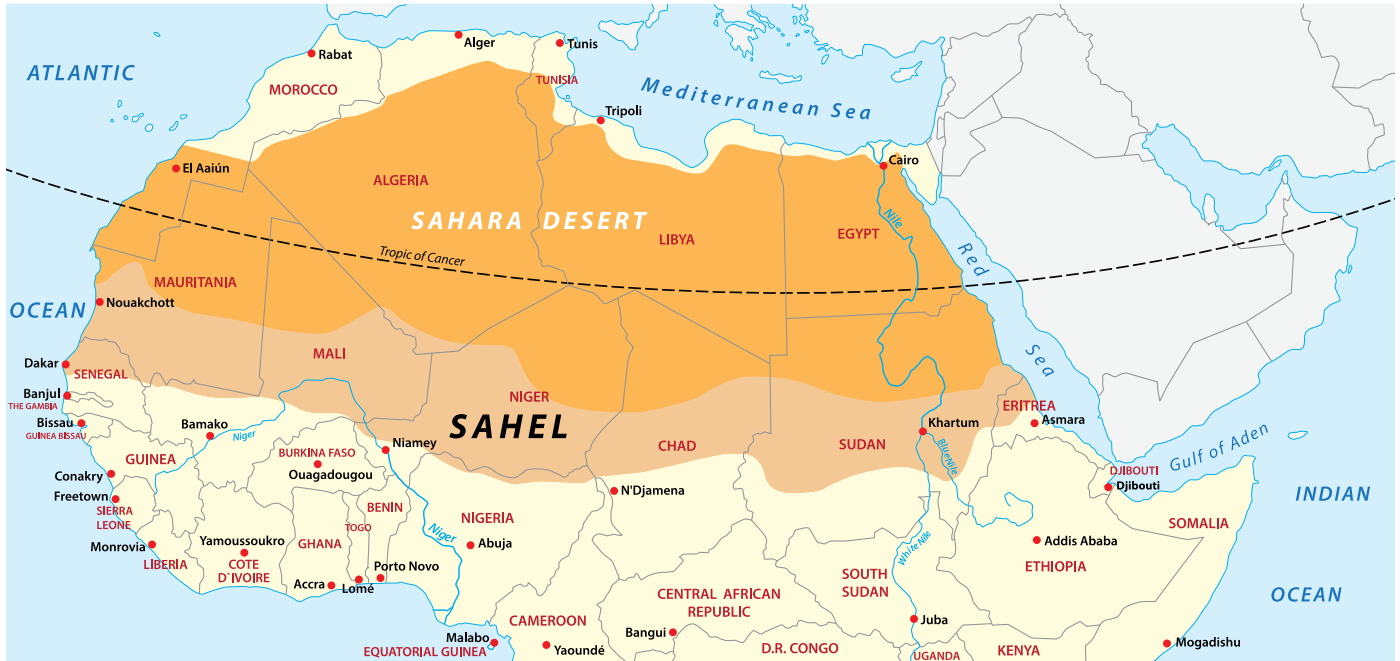 ATLANTIC
Rabat
Alger
Tunis
MOROCCO
TUNISIA
Mediterranean Sea
Tripoli
El Aaiún
ALGERIA
Cairo
SAHARA DESERT
Nile
LIBYA
EGYPT
Tropic of Cancer
Red
Sea
MAURITANIA
OCEAN
Nouakchott
MALI
Dakar
SENEGAL
Banjul
THE GAMBIA
NIGER
SAHEL
ERITREA
Asmara
Bissau
GUINEA BISSAU
Bamako
Niger
Niamey
Khartum
CHAD
SUDAN
BlueNile
Gulf of Aden
GUINEA
BURKINA FASO
Ouagadougou
Conakry
DJIBOUTI
Djibouti
N'Djamena
INDIAN
Freetown
SIERRA
LEONE
BENIN
TOGO
NIGERIA
Niger
SOMALIA
Monrovia
LIBERIA
Yamoussoukro
COTE
D`IVOIRE
GHANA
Abuja
White Nile
Addis Ababa
ETHIOPIA
Porto Novo
Accra
Lomé
SOUTH
SUDAN
CENTRAL AFRICAN
REPUBLIC
OCEAN
CAMEROON
Bangui
Juba
Malabo
EQUATORIAL GUINEA
Yaoundé
D.R. CONGO
UGANDA
KENYA
Mogadishu